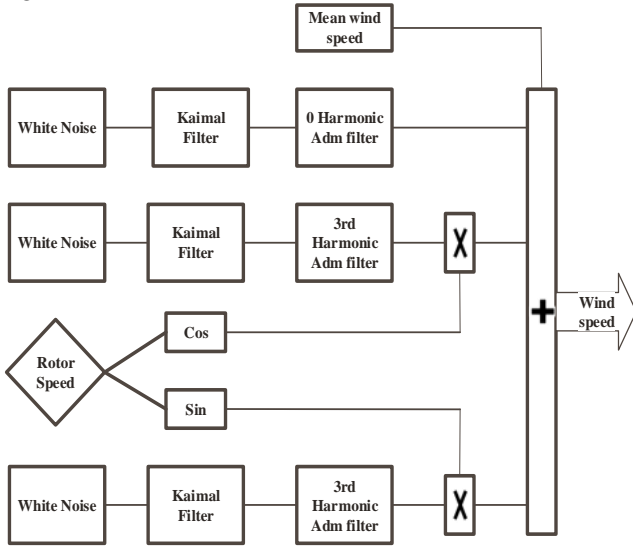 Mean wind
speed
White Noise
Kaimal
Filter
0 Harmonic
Adm filter
White Noise
Kaimal
Filter
3rd
Harmonic
Adm filter
X
Cos
Rotor
Speed
Sin
+
Wind
speed
White Noise
Kaimal
Filter
3rd
Harmonic
Adm filter
X